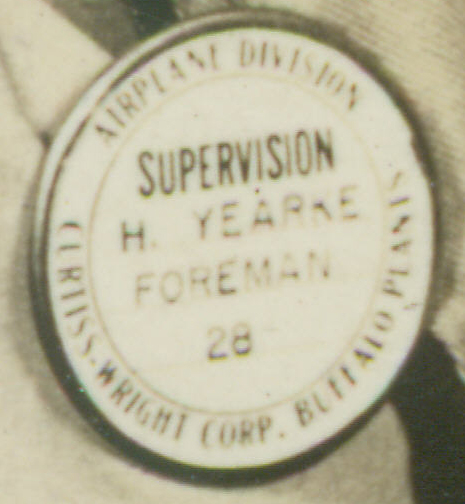 AIRPLANE DIVISION
SUPERVISION
H. YEARKE
FOREMAN
28
CURTISS-WRIGHT CORP. BUFFALO PLANTS